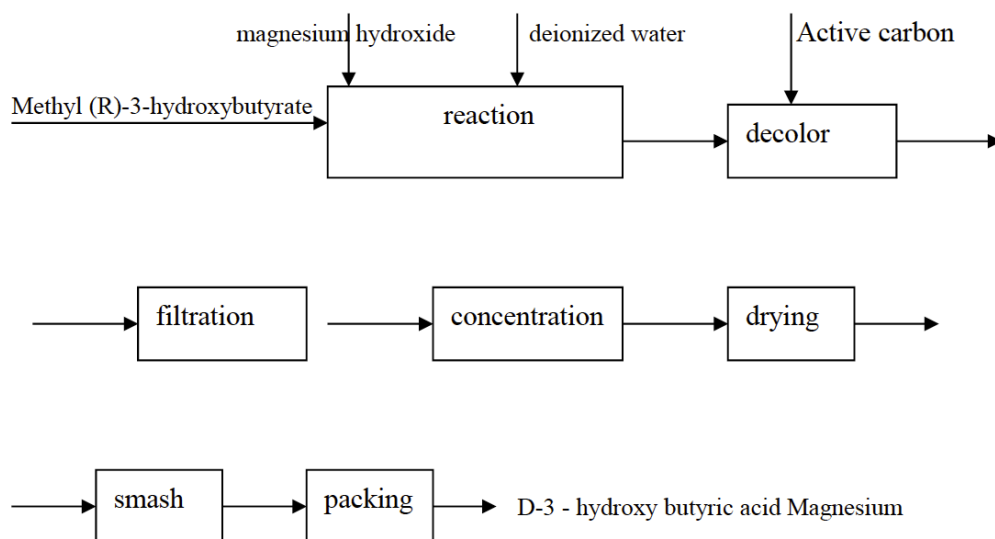 magnesium hydroxide
deionized water
Active carbon
Methyl (R)-3-hydroxybutyrate
reaction
decolor
filtration
concentration
drying
smash
packing
D-3 - hydroxy butyric acid Magnesium